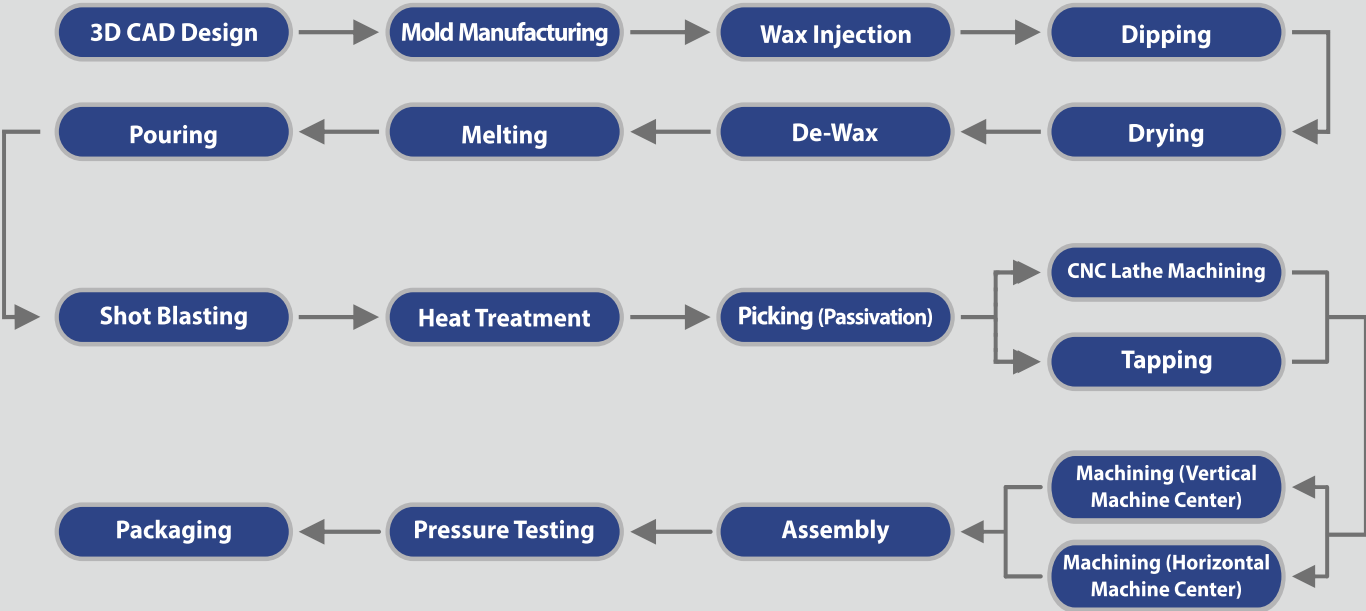 3D CAD Design
Mold Manufacturing
Wax Injection
Dipping
Drying
De-Wax
Melting
Pouring
Shot Blasting
Heat Treatment
Picking (Passivation)
CNC Lathe Machining
Tapping
Machining (Vertical
Machine Center)
Machining (Horizontal
Machine Center)
Assembly
Pressure Testing
Packaging